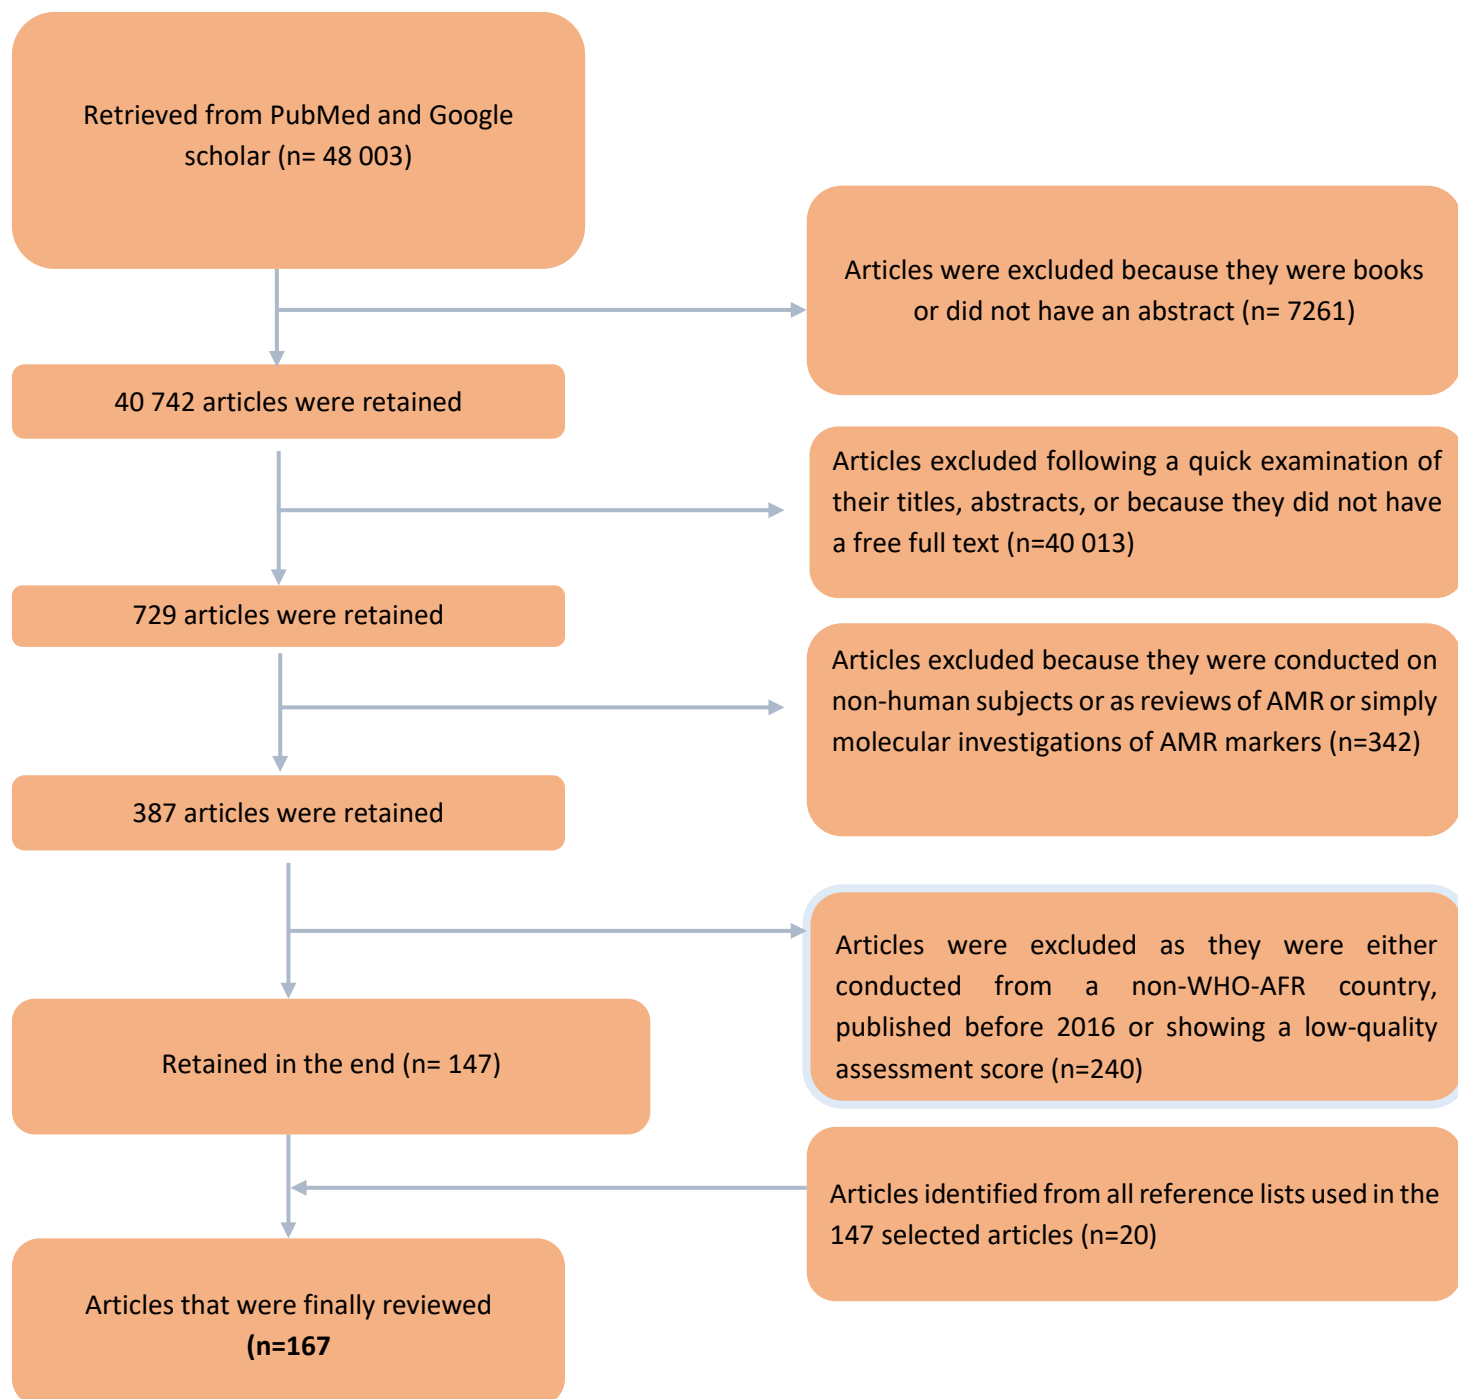 Retrieved from PubMed and Google
scholar (n= 48 003)
Articles were excluded because they were books
or did not have an abstract (n= 7261)
40 742 articles were retained
Articles excluded following a quick examination of
their titles, abstracts, or because they did not have
a free full text (n=40 013)
729 articles were retained
Articles excluded because they were conducted on
non-human subjects or as reviews of AMR or simply
molecular investigations of AMR markers (n=342)
387 articles were retained
Articles were excluded as they were either
conducted from a non-WHO-AFR country,
published before 2016 or showing a low-quality
assessment score (n=240)
Retained in the end (n= 147)
Articles identified from all reference lists used in the
147 selected articles (n=20)
Articles that were finally reviewed
(n=167